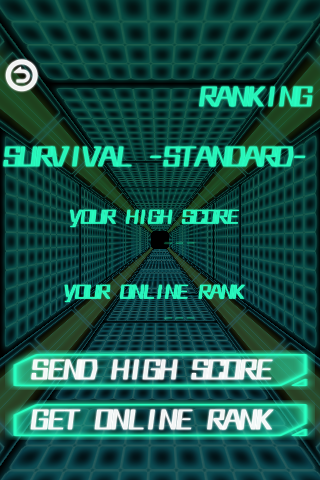 RANKING
SURVIVAL -STANDARD-
YOUR HIGH SCORE
YOUR ONLINE RANK
SEND HIGH SCORE
GET ONLINE RANK